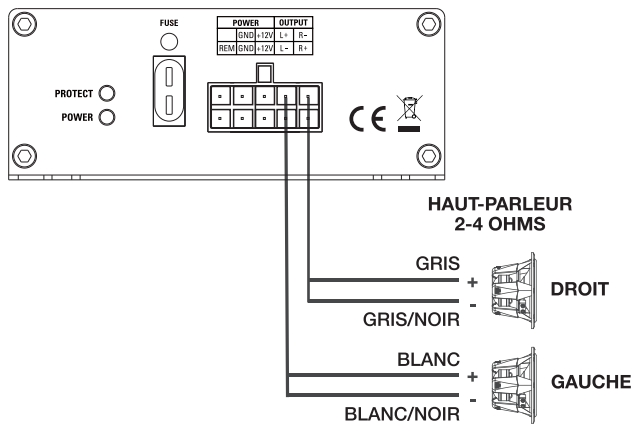 FUSE
POWER OUTPUT
GND +12V L+ R-
REM GND +12V L- R+
PROTECT
POWER
CE
HAUT-PARLEUR
2-4 OHMS
GRIS
+
DROIT
-
GRIS/NOIR
BLANC
+
GAUCHE
-
BLANC/NOIR